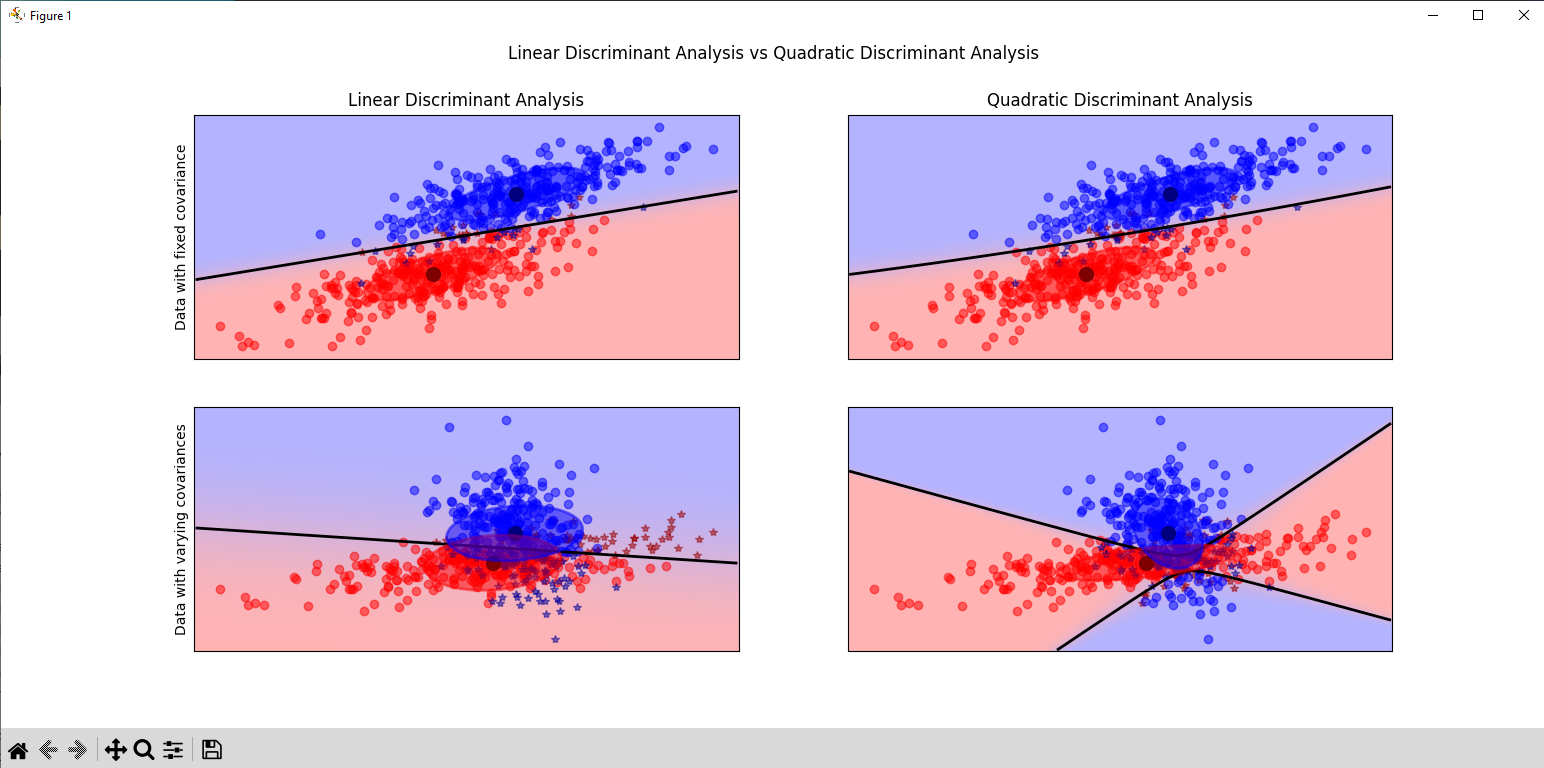 Figure 1
Linear Discriminant Analysis vs Quadratic Discriminant Analysis
Linear Discriminant Analysis
Quadratic Discriminant Analysis
Data with fixed covariance
Data with varying covariances